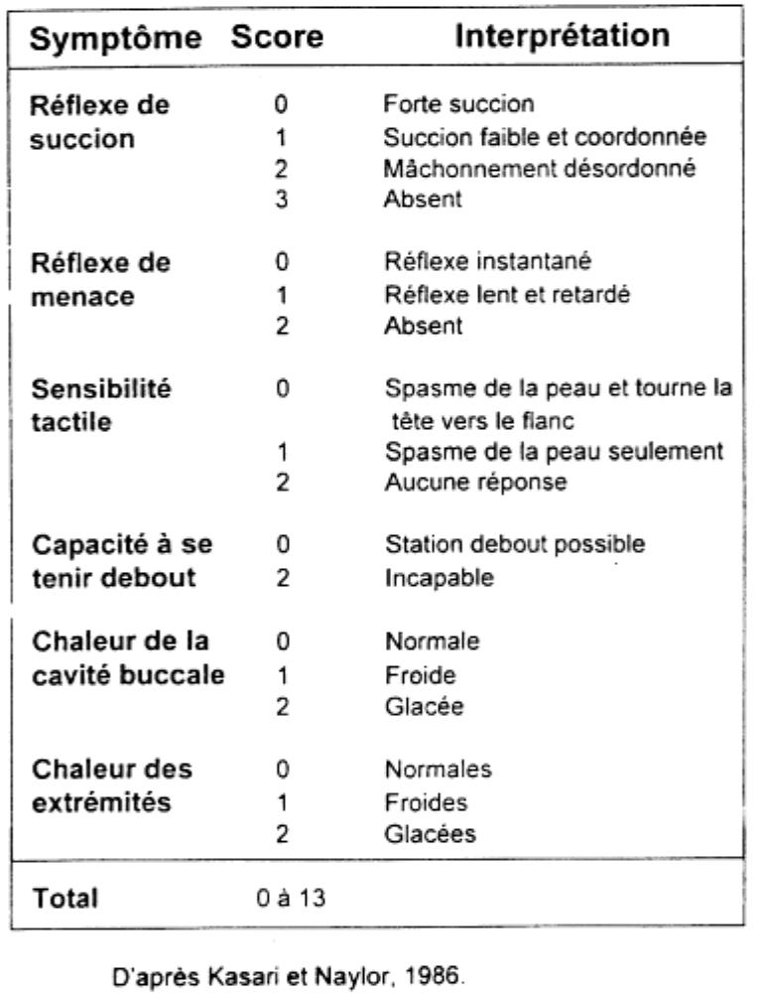 Symptôme Score Interprétation
Réflexe de 0 Forte succion
succion 1 Succion faible et coordonnée
2 Mâchonnement désordonné
3 Absent
Réflexe de 0 Réflexe instantané
menace 1 Réflexe lent et retardé
2 Absent
Sensibilité 0 Spasme de la peau et tourne la
tactile tête vers le flanc
1 Spasme de la peau seulement
2 Aucune réponse
Capacité à se 0 Station debout possible
tenir debout 2 Incapable
Chaleur de la 0 Normale
cavité buccale 1 Froide
2 Glacée
Chaleur des 0 Normales
extrémités 1 Froides
2 Glacées
Total 0 à 13
D'après Kasari et Naylor, 1986.